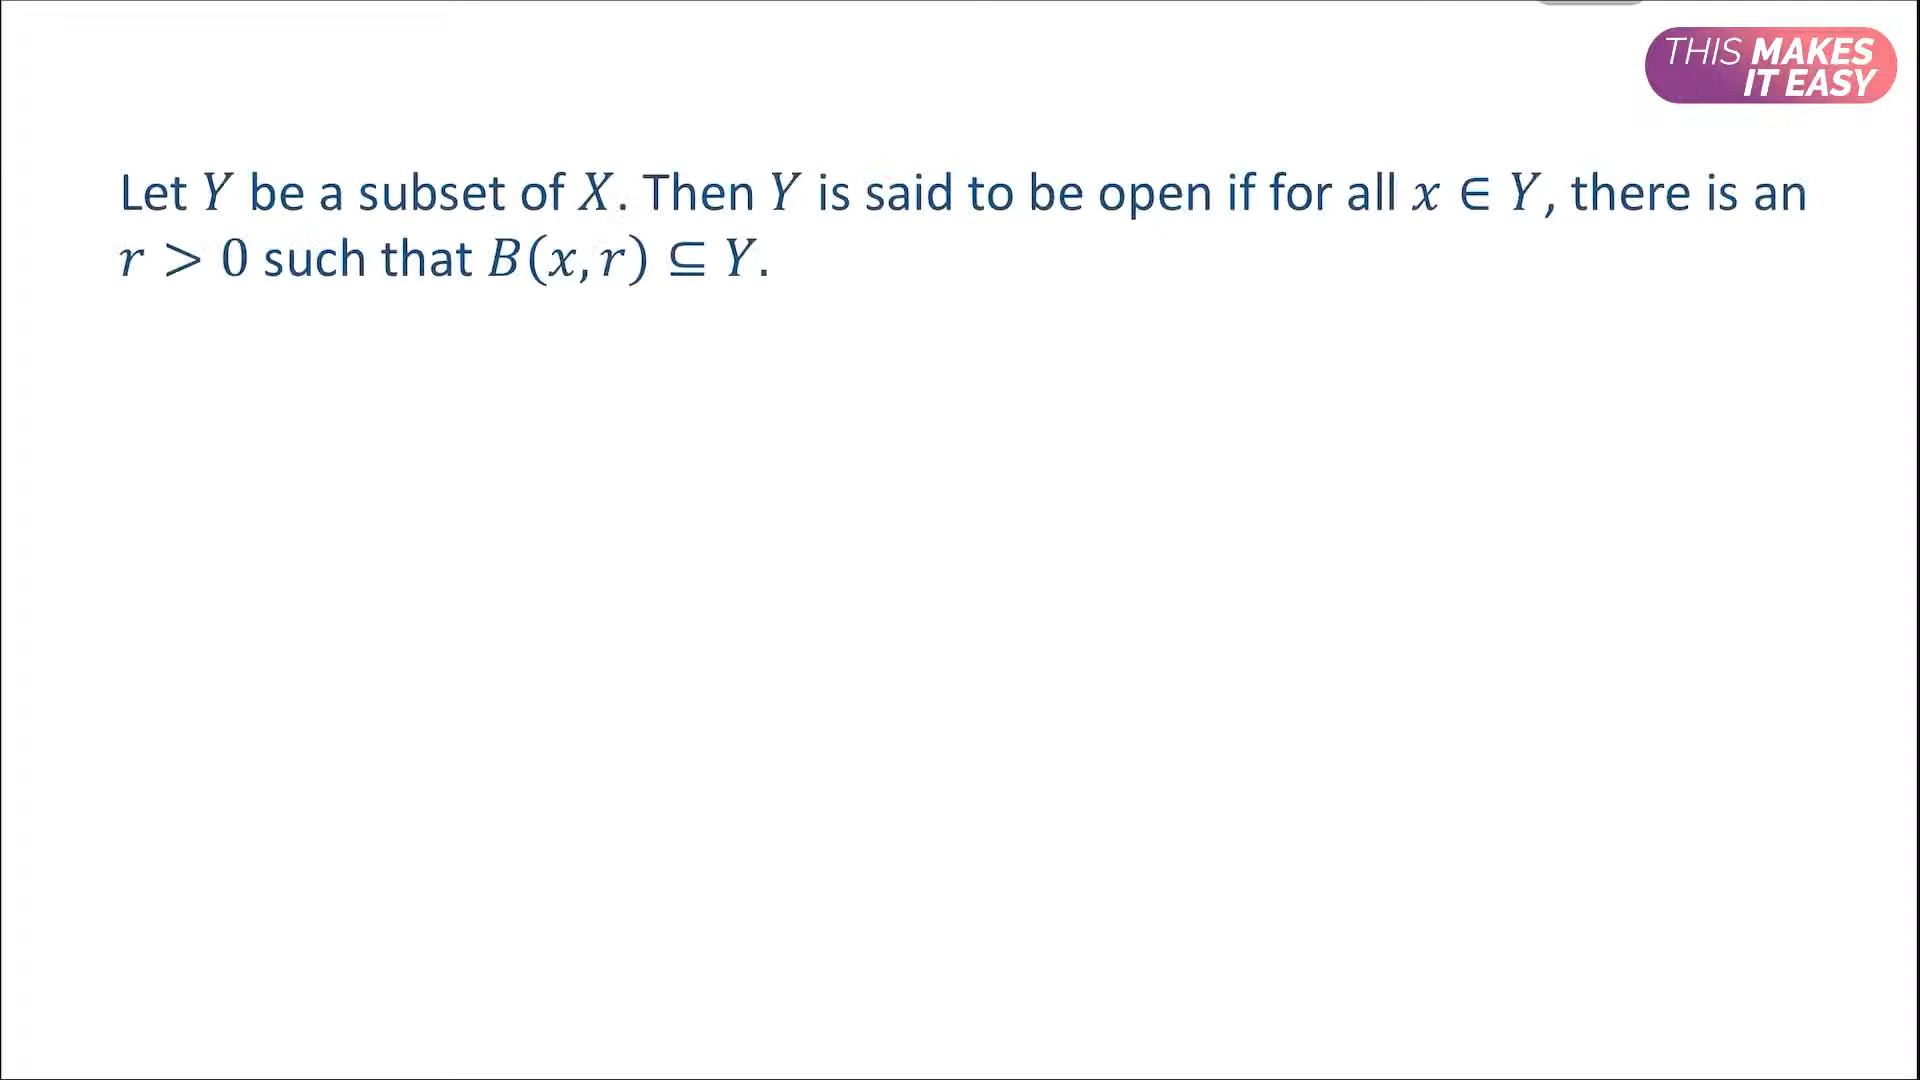 THIS MAKES
IT EASY
Let Y be a subset of X. Then Y is said to be open if for all x ∈ Y, there is an
r > 0 such that B(x, r) ⊆ Y.